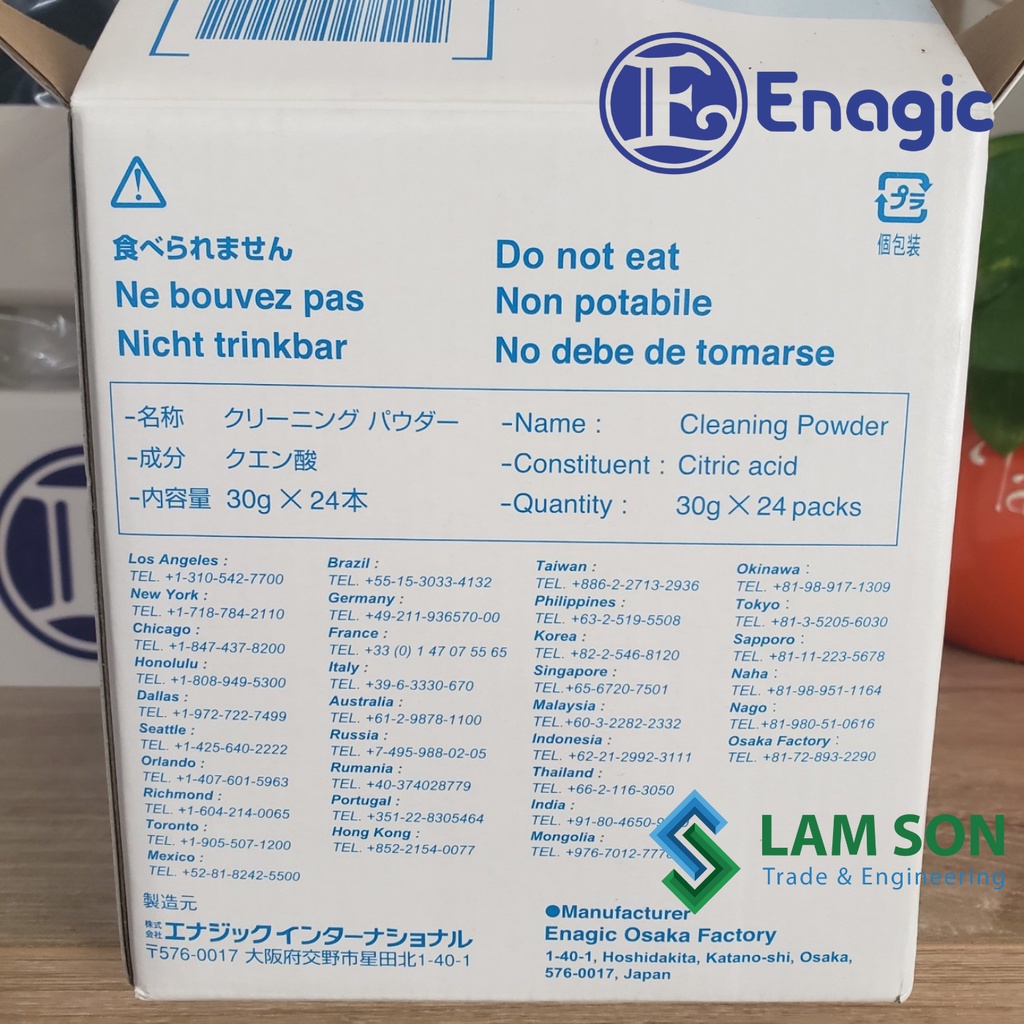 Enagic
プラ
個包装
食べられません
Do not eat
Ne bouvez pas
Non potabile
Nicht trinkbar
No debe de tomarse
-名称 クリーニング パウダー
-成分 クエン酸
-内容量 30g×24本
-Name : Cleaning Powder
-Constituent : Citric acid
-Quantity : 30g×24 packs
Los Angeles :
TEL. +1-310-542-7700
New York :
TEL. +1-718-784-2110
Chicago :
TEL. +1-847-437-8200
Honolulu :
TEL. +1-808-949-5300
Dallas :
TEL. +1-972-722-7499
Seattle :
TEL. +1-425-640-2222
Orlando :
TEL. +1-407-601-5963
Richmond :
TEL. +1-604-214-0065
Toronto :
TEL. +1-905-507-1200
Mexico :
TEL. +52-81-8242-5500
Brazil :
TEL. +55-15-3033-4132
Germany :
TEL. +49-211-936570-00
France :
TEL. +33 (0) 1 47 07 55 65
Italy :
TEL. +39-6-3330-670
Australia :
TEL. +61-2-9878-1100
Russia :
TEL. +7-495-988-02-05
Rumania :
TEL. +40-374028779
Portugal :
TEL. +351-22-8305464
Hong Kong :
TEL. +852-2154-0077
Taiwan :
TEL. +886-2-2713-2936
Philippines :
TEL. +63-2-519-5508
Korea :
TEL. +82-2-546-8120
Singapore :
TEL.+65-6720-7501
Malaysia :
TEL.+60-3-2282-2332
Indonesia :
TEL. +62-21-2992-3111
Thailand :
TEL. +66-2-116-3050
India :
TEL. +91-80-4650-9
Mongolia :
TEL. +976-7012-777
Okinawa :
TEL. +81-98-917-1309
Tokyo :
TEL. +81-3-5205-6030
Sapporo :
TEL. +81-11-223-5678
Naha :
TEL. +81-98-951-1164
Nago :
TEL.+81-980-51-0616
Osaka Factory :
TEL. +81-72-893-2290
LAM SON
Trade & Engineering
製造元
株式会社エナジックインターナショナル
〒576-0017 大阪府交野市星田北1-40-1
●Manufacturer
Enagic Osaka Factory
1-40-1, Hoshidakita, Katano-shi, Osaka,
576-0017, Japan